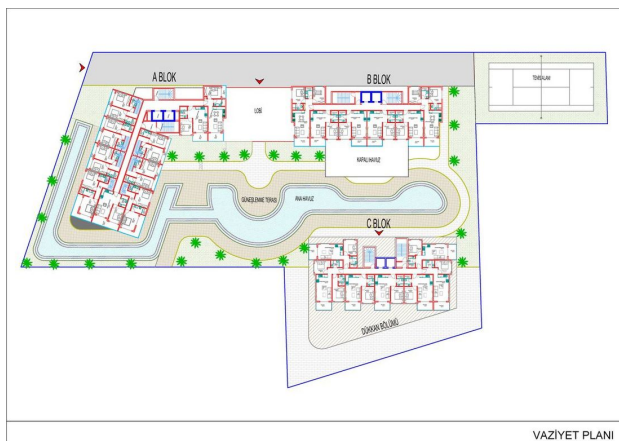 A BLOK
B BLOK
TENİS ALANI
LOBİ
KAPALI HAVUZ
GÜNEŞLENME TERASI
ANA HAVUZ
C BLOK
DÜKKAN BÖLÜMÜ
VAZİYET PLANI